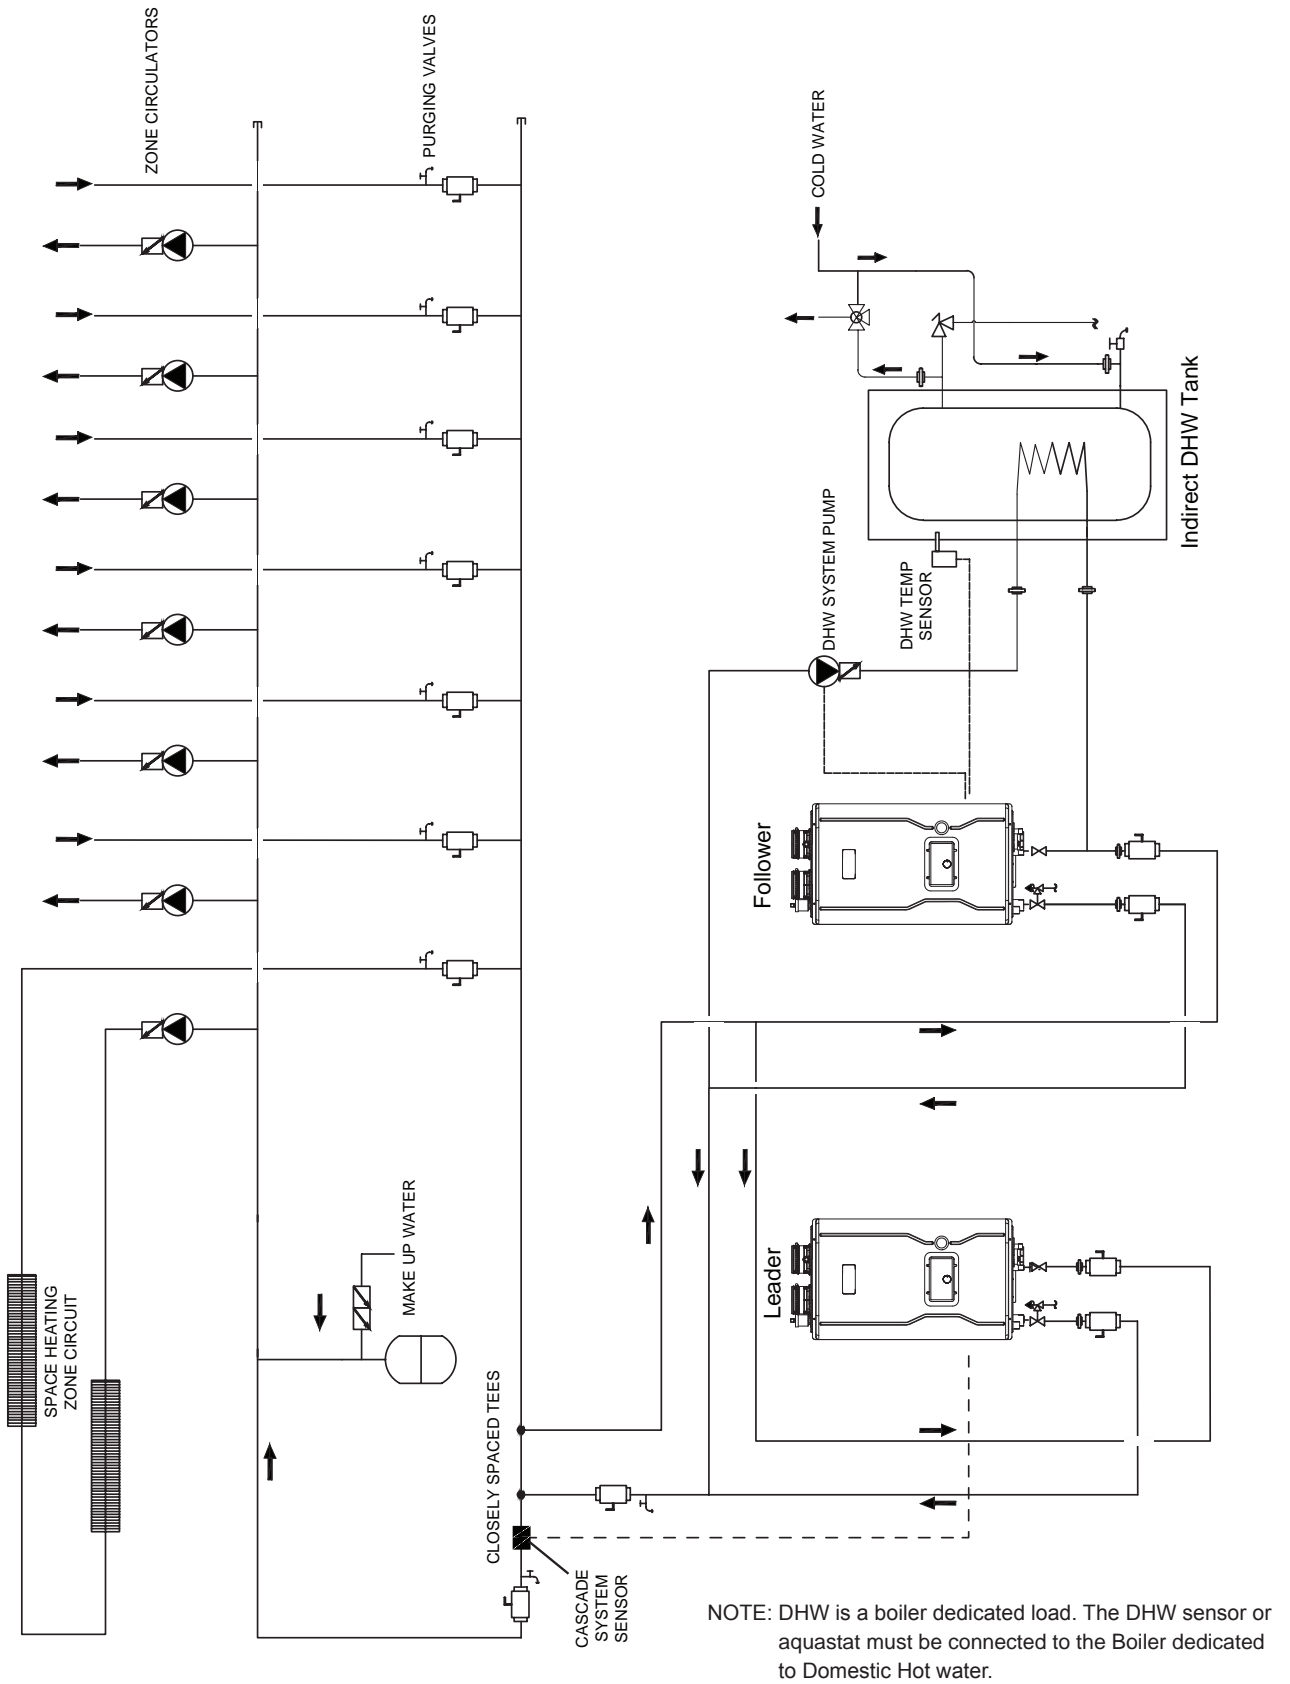 ZONE CIRCULATORS
PURGING VALVES
COLD WATER
Indirect DHW Tank
DHW SYSTEM PUMP
DHW TEMP
SENSOR
Follower
Leader
MAKE UP WATER
SPACE HEATING
ZONE CIRCUIT
CLOSELY SPACED TEES
CASCADE
SYSTEM
SENSOR
NOTE: DHW is a boiler dedicated load. The DHW sensor or
aquastat must be connected to the Boiler dedicated
to Domestic Hot water.